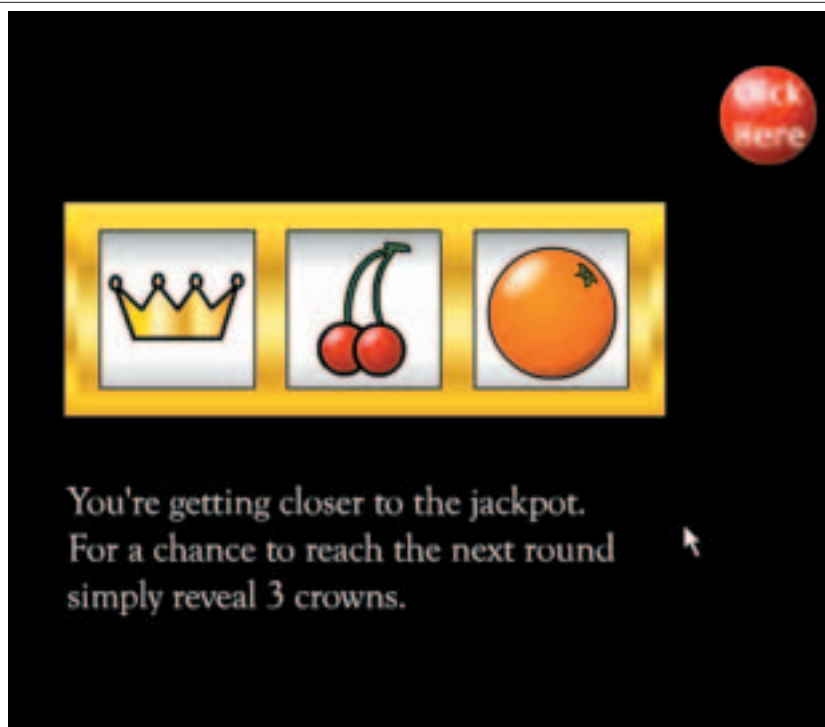 Click
Here
You're getting closer to the jackpot.
For a chance to reach the next round
simply reveal 3 crowns.